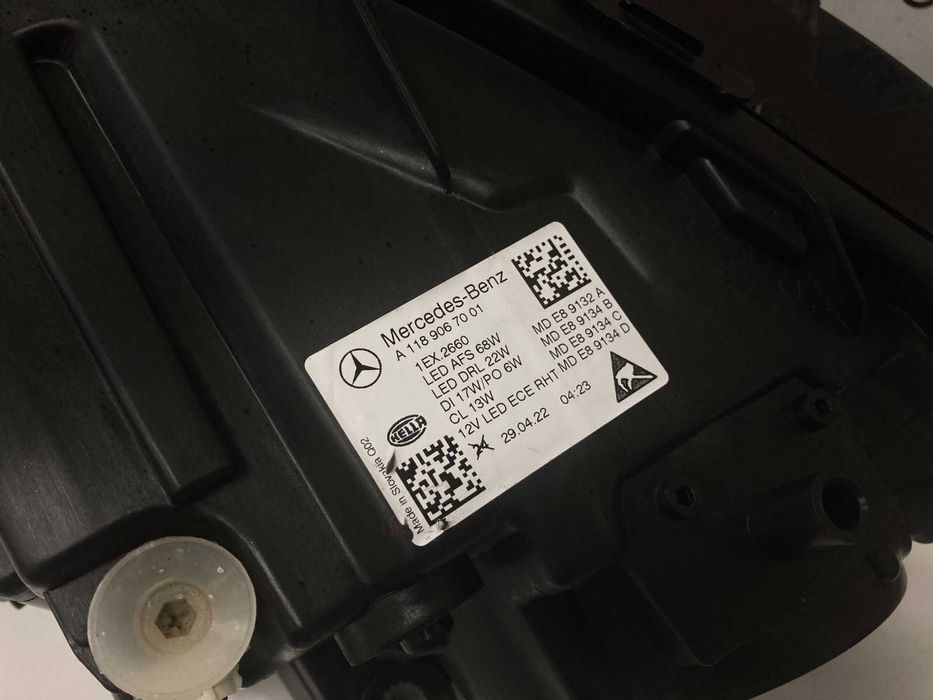 Mercedes-Benz
A 118 906 70 01
1EX.2660
LED AFS 68W MD E8 9132 A
LED DRL 22W MD E8 9134 B
DI 17W/PO 6W MD E8 9134 C
CL 13W MD E8 9134 D
12V LED ECE RHT
HELLA
29.04.22 04:23
Made in Slovakia Q02